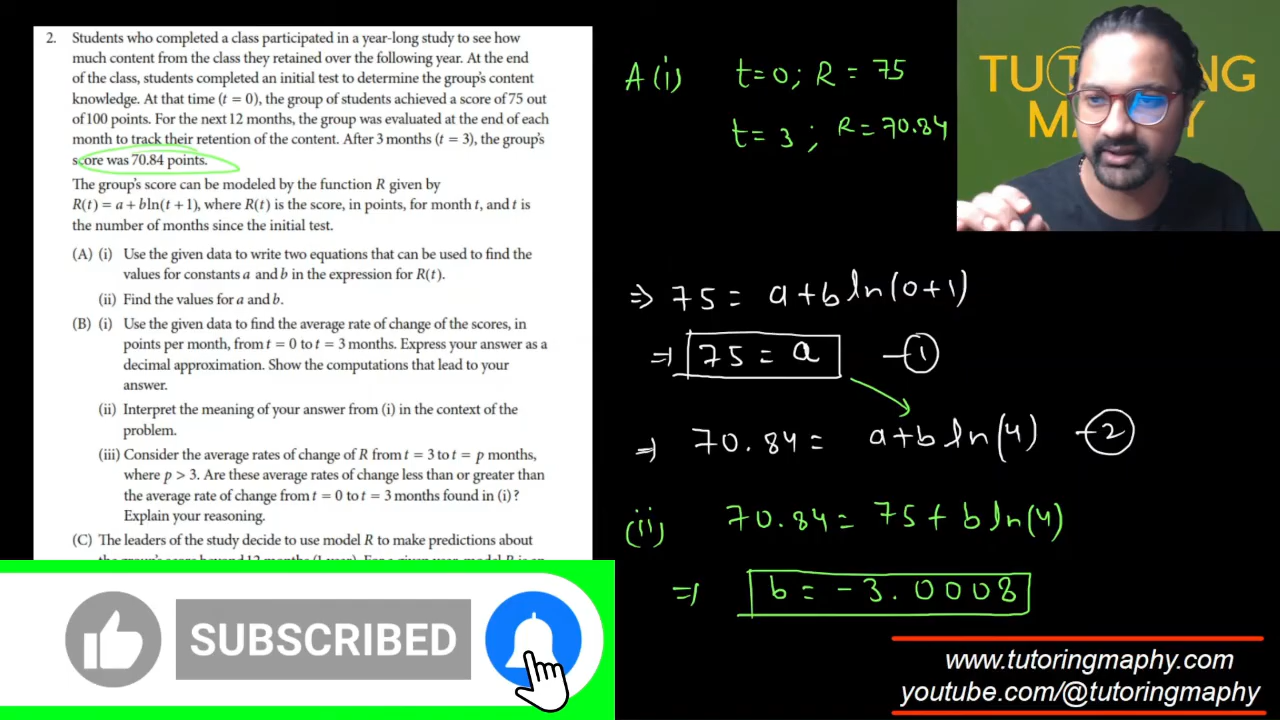 2. Students who completed a class participated in a year-long study to see how
much content from the class they retained over the following year. At the end
of the class, students completed an initial test to determine the group's content
knowledge. At that time (t = 0), the group of students achieved a score of 75 out
of 100 points. For the next 12 months, the group was evaluated at the end of each
month to track their retention of the content. After 3 months (t = 3), the group's
score was 70.84 points.
The group's score can be modeled by the function R given by
R(t) = a + bln(t + 1), where R(t) is the score, in points, for month t, and t is
the number of months since the initial test.
(A) (i) Use the given data to write two equations that can be used to find the
values for constants a and b in the expression for R(t).
(ii) Find the values for a and b.
(B) (i) Use the given data to find the average rate of change of the scores, in
points per month, from t = 0 to t = 3 months. Express your answer as a
decimal approximation. Show the computations that lead to your
answer.
(ii) Interpret the meaning of your answer from (i) in the context of the
problem.
(iii) Consider the average rates of change of R from t = 3 to t = p months,
where p > 3. Are these average rates of change less than or greater than
the average rate of change from t = 0 to t = 3 months found in (i)?
Explain your reasoning.
(C) The leaders of the study decide to use model R to make predictions about
SUBSCRIBED
A(i) t=0; R = 75
t = 3; R=70.84
⇒ 75 = a+b ln(0+1)
⇒ 75 = a —①
⇒ 70.84 = a+b ln(4) —②
(ii) 70.84 = 75 + b ln(4)
⇒ b = -3.0008
www.tutoringmaphy.com
youtube.com/@tutoringmaphy